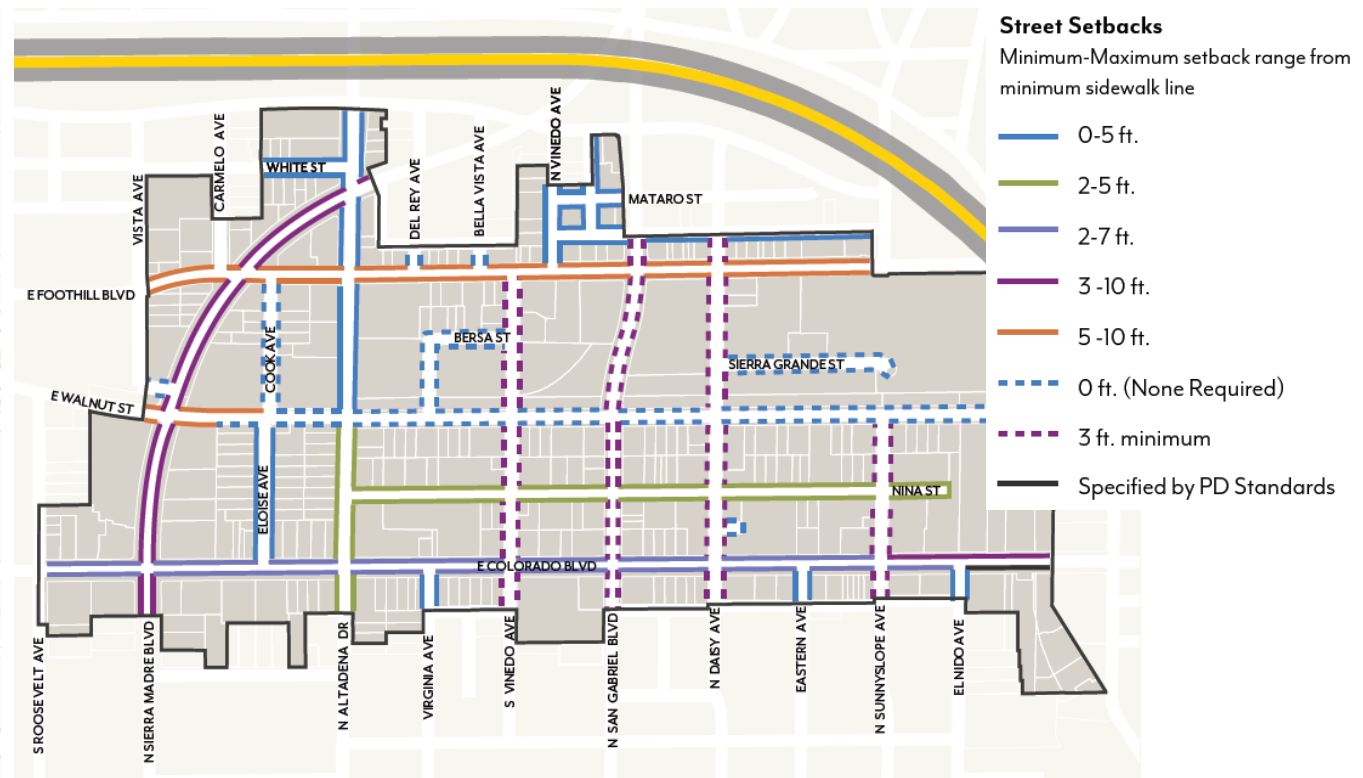 Street Setbacks
Minimum-Maximum setback range from
minimum sidewalk line
0-5 ft.
2-5 ft.
2-7 ft.
3 -10 ft.
5 -10 ft.
0 ft. (None Required)
3 ft. minimum
Specified by PD Standards
VISTA AVE
CARMELO AVE
WHITE ST
DEL REY AVE
BELLA VISTA AVE
N VINEDO AVE
MATARO ST
E FOOTHILL BLVD
COOK AVE
BERSA ST
SIERRA GRANDE ST
E WALNUT ST
ELOISE AVE
NINA ST
E COLORADO BLVD
S ROOSEVELT AVE
N SIERRA MADRE BLVD
N ALTADENA DR
VIRGINIA AVE
S VINEDO AVE
N SAN GABRIEL BLVD
N DAISY AVE
EASTERN AVE
N SUNNYSLOPE AVE
EL NIDO AVE